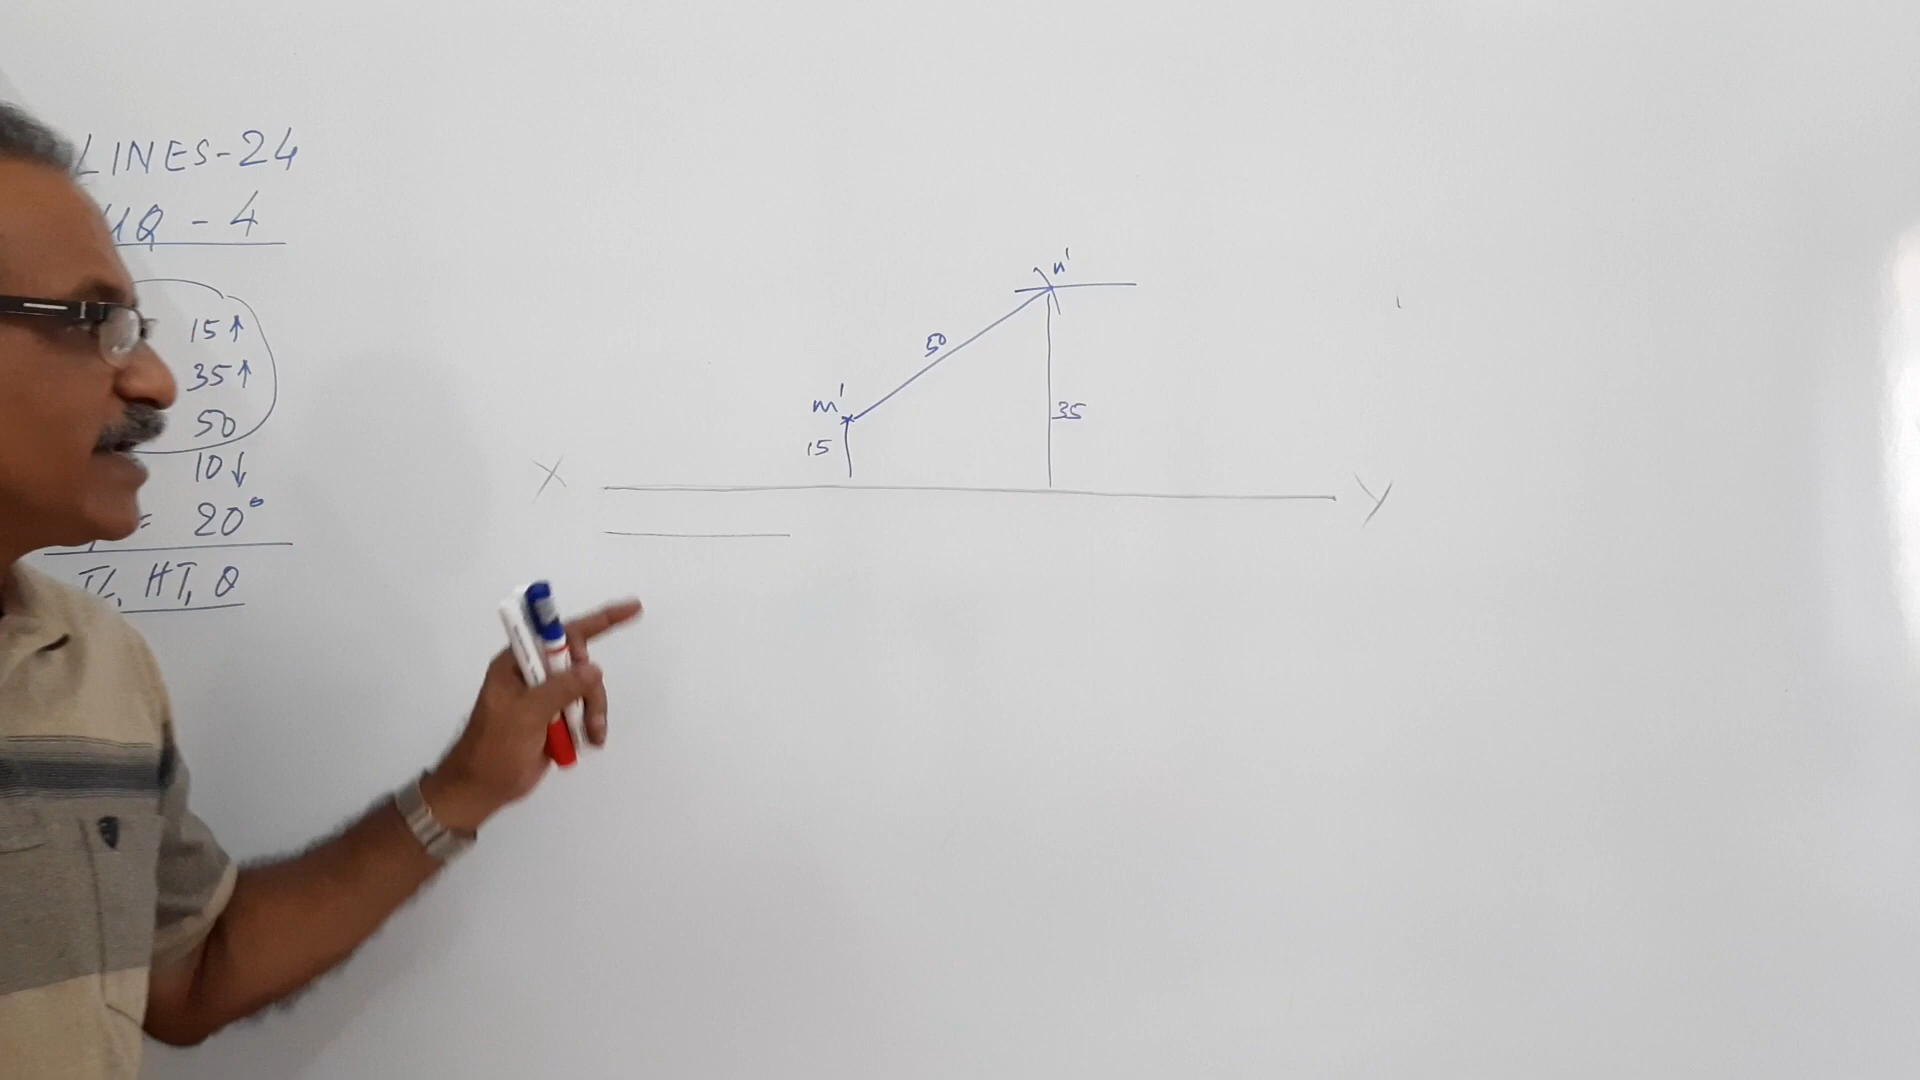 LINES-24
UQ - 4
15↑
35↑
50
10↓
= 20°
TL, HT, θ
n'
50
m'
35
15
X
Y